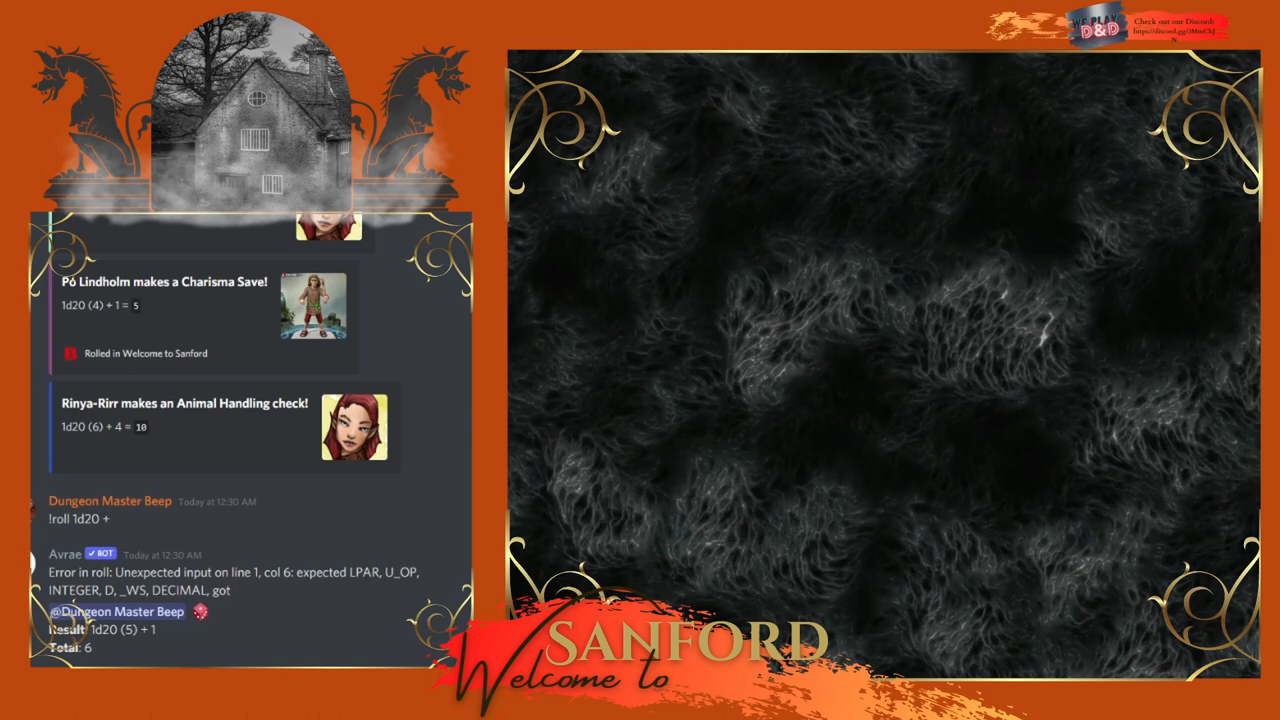 WE PLAY
D&D
Check out our Discord:
Pó Lindholm makes a Charisma Save!
1d20 (4) + 1 = 5
Rolled in Welcome to Sanford
Rinya-Rirr makes an Animal Handling check!
1d20 (6) + 4 = 10
Dungeon Master Beep Today at 12:30 AM
!roll 1d20 +
Avrae ✓ BOT Today at 12:30 AM
Error in roll: Unexpected input on line 1, col 6: expected LPAR, U_OP,
INTEGER, D, _WS, DECIMAL, got
@Dungeon Master Beep
Result: 1d20 (5) + 1
Total: 6
Welcome to
SANFORD